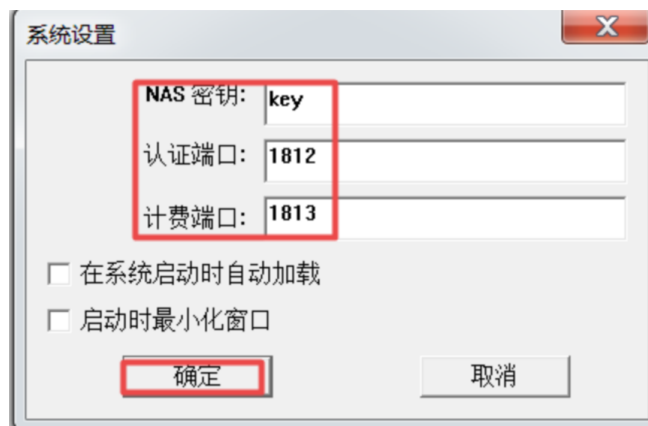 系统设置
NAS 密钥: key
认证端口: 1812
计费端口: 1813
在系统启动时自动加载
启动时最小化窗口
确定 取消